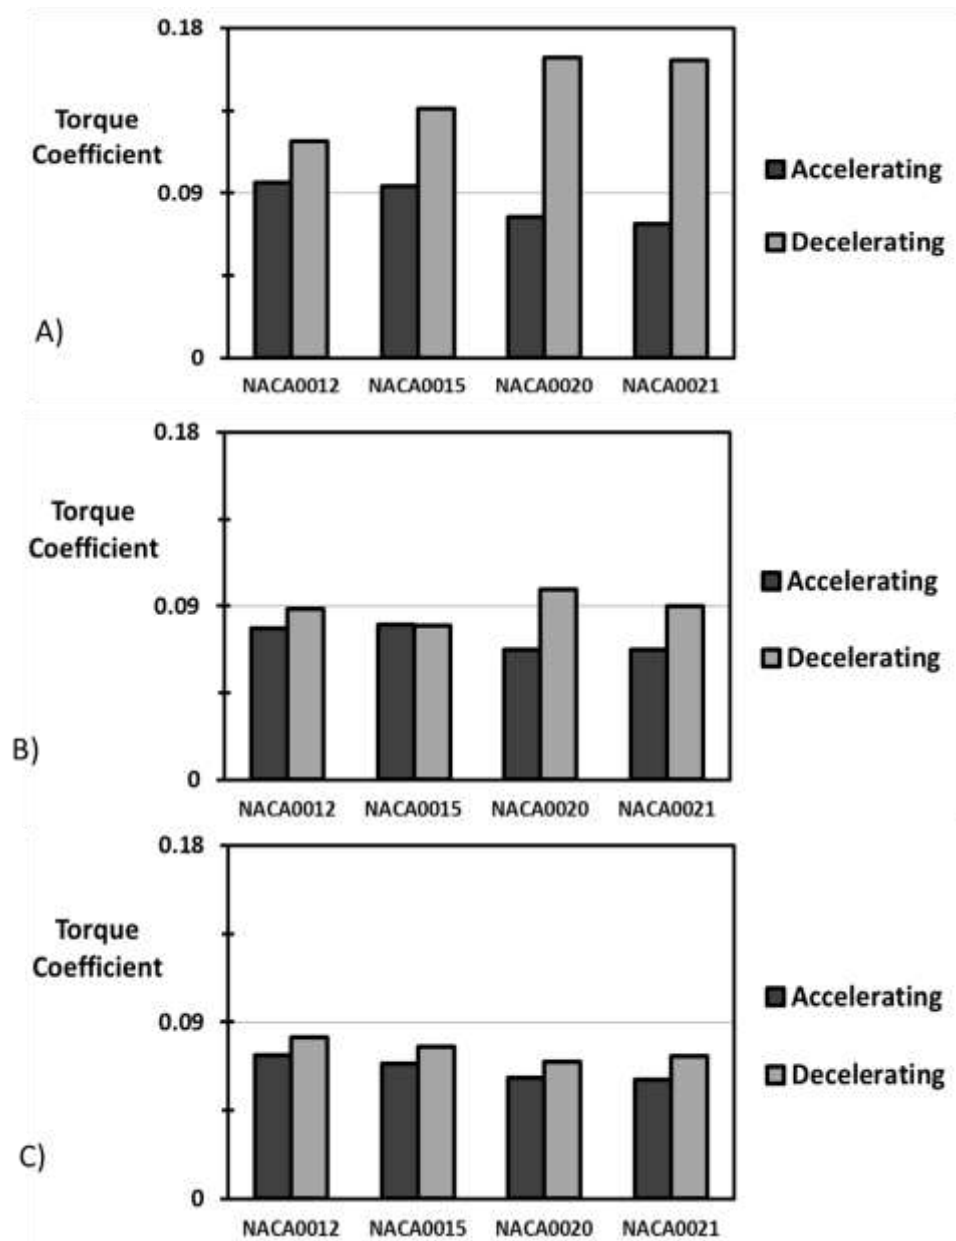 0.18
Torque
Coefficient
0.09
Accelerating
Decelerating
A)
0
NACA0012 NACA0015 NACA0020 NACA0021
0.18
Torque
Coefficient
0.09
Accelerating
Decelerating
B)
0
NACA0012 NACA0015 NACA0020 NACA0021
0.18
Torque
Coefficient
0.09
Accelerating
Decelerating
C)
0
NACA0012 NACA0015 NACA0020 NACA0021